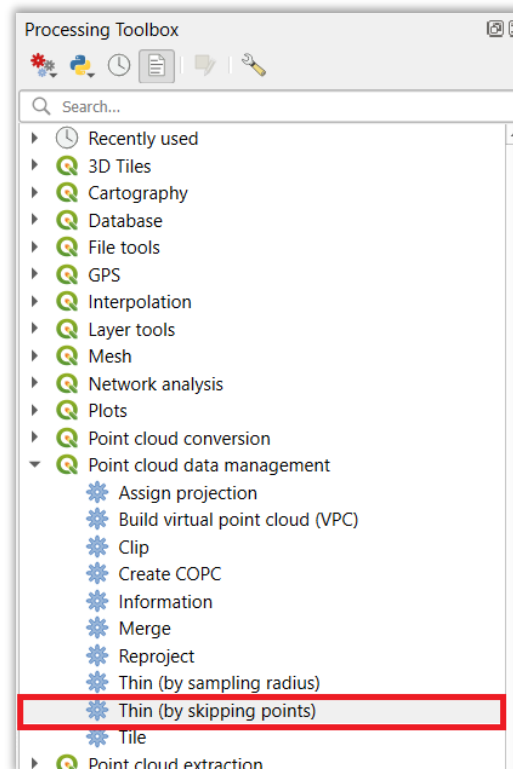 Processing Toolbox
Search...
Recently used
3D Tiles
Cartography
Database
File tools
GPS
Interpolation
Layer tools
Mesh
Network analysis
Plots
Point cloud conversion
Point cloud data management
Assign projection
Build virtual point cloud (VPC)
Clip
Create COPC
Information
Merge
Reproject
Thin (by sampling radius)
Thin (by skipping points)
Tile
Point cloud extraction